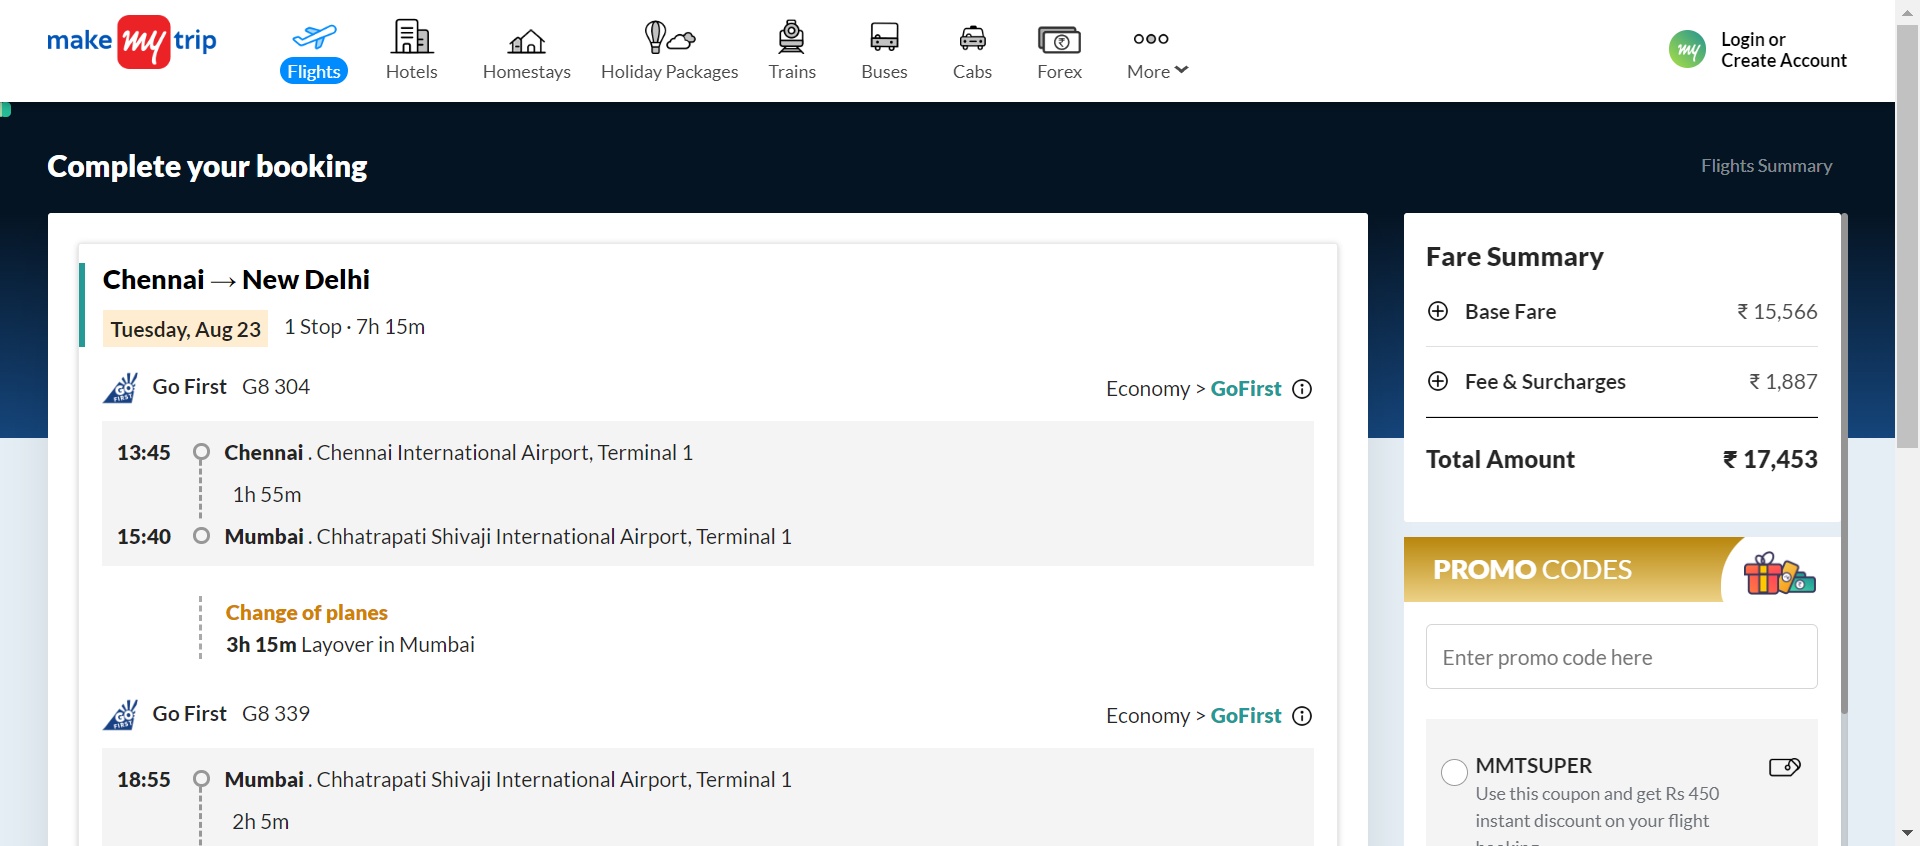 make my trip
Flights
Hotels
Homestays
Holiday Packages
Trains
Buses
Cabs
Forex
More
my
Login or
Create Account
Complete your booking
Flights Summary
Chennai → New Delhi
Tuesday, Aug 23
1 Stop · 7h 15m
GO FIRST
Go First G8 304
Economy > GoFirst
13:45 Chennai . Chennai International Airport, Terminal 1
1h 55m
15:40 Mumbai . Chhatrapati Shivaji International Airport, Terminal 1
Change of planes
3h 15m Layover in Mumbai
GO FIRST
Go First G8 339
Economy > GoFirst
18:55 Mumbai . Chhatrapati Shivaji International Airport, Terminal 1
2h 5m
Fare Summary
Base Fare ₹ 15,566
Fee & Surcharges ₹ 1,887
Total Amount ₹ 17,453
PROMO CODES
Enter promo code here
MMTSUPER
Use this coupon and get Rs 450
instant discount on your flight